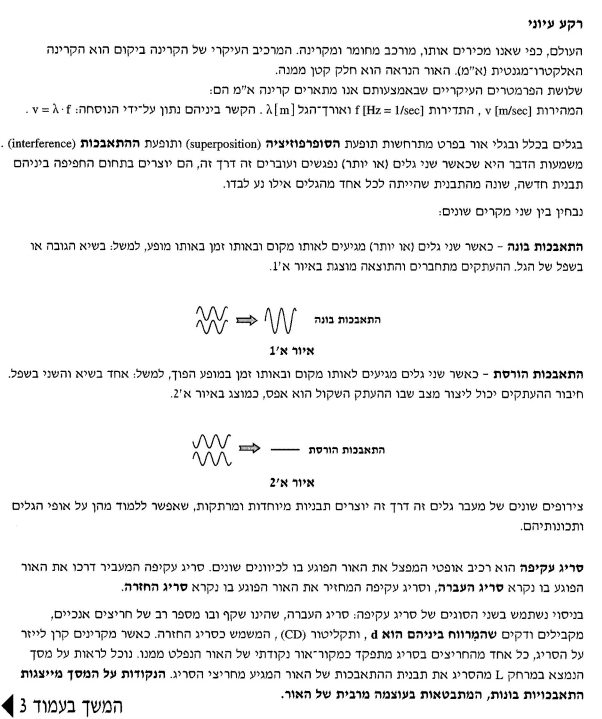 רקע עיוני
העולם, כפי שאנו מכירים אותו, מורכב מחומר ומקרינה. המרכיב העיקרי של הקרינה ביקום הוא הקרינה
האלקטרו־מגנטית (א״מ). האור הנראה הוא חלק קטן ממנה.
שלושת הפרמטרים העיקריים שבאמצעותם אנו מתארים קרינה א״מ הם:
המהירות v [m/sec] , התדירות f [Hz = 1/sec] ואורך־הגל λ[m] . הקשר ביניהם נתון על־ידי הנוסחה: v = λ · f .
בגלים בכלל ובגלי אור בפרט מתרחשות תופעת הסופרפוזיציה (superposition) ותופעת ההתאבכות (interference) .
משמעות הדבר היא שכאשר שני גלים (או יותר) נפגשים ועוברים זה דרך זה, הם יוצרים בתחום החפיפה ביניהם
תבנית חדשה, שונה מהתבנית שהייתה לכל אחד מהגלים אילו נע לבדו.
נבחין בין שני מקרים שונים:
התאבכות בונה – כאשר שני גלים (או יותר) מגיעים לאותו מקום ובאותו זמן באותו מופע, למשל: בשיא הגובה או
בשפל של הגל. ההעתקים מתחברים והתוצאה מוצגת באיור א׳1.
התאבכות בונה
איור א׳1
התאבכות הורסת – כאשר שני גלים מגיעים לאותו מקום ובאותו זמן במופע הפוך, למשל: אחד בשיא והשני בשפל.
חיבור ההעתקים יכול ליצור מצב שבו ההעתק השקול הוא אפס, כמוצג באיור א׳2.
התאבכות הורסת
איור א׳2
צירופים שונים של מעבר גלים זה דרך זה יוצרים תבניות מיוחדות ומרתקות, שאפשר ללמוד מהן על אופי הגלים
ותכונותיהם.
סריג עקיפה הוא רכיב אופטי המפצל את האור הפוגע בו לכיוונים שונים. סריג עקיפה המעביר דרכו את האור
הפוגע בו נקרא סריג העברה, וסריג עקיפה המחזיר את האור הפוגע בו נקרא סריג החזרה.
בניסוי נשתמש בשני הסוגים של סריג עקיפה: סריג העברה, שהינו שקף ובו מספר רב של חריצים אנכיים,
מקבילים ודקים שהמרווח ביניהם הוא d , ותקליטור (CD) , המשמש כסריג החזרה. כאשר מקרינים קרן לייזר
על הסריג, כל אחד מהחריצים בסריג מתפקד כמקור־אור נקודתי של האור הנפלט ממנו. נוכל לראות על מסך
הנמצא במרחק L מהסריג את תבנית ההתאבכות של האור המגיע מחריצי הסריג. הנקודות על המסך מייצגות
התאבכויות בונות, המתבטאות בעוצמה מרבית של האור.
המשך בעמוד 3